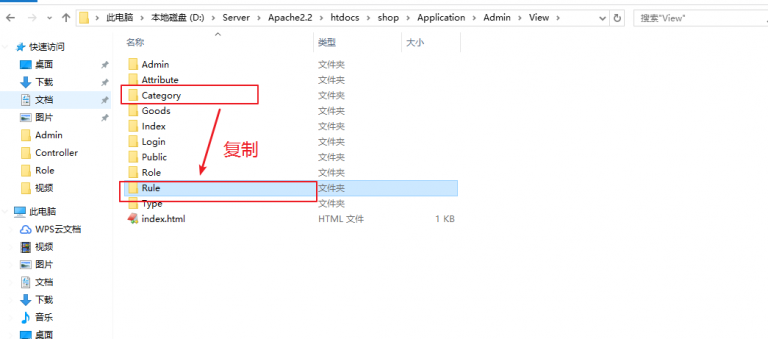 此电脑 > 本地磁盘 (D:) > Server > Apache2.2 > htdocs > shop > Application > Admin > View >
搜索"View"
名称 类型 大小
快速访问
桌面
下载
文档
图片
Admin
Controller
Role
视频
此电脑
WPS云文档
视频
图片
文档
下载
音乐
桌面
Admin 文件夹
Attribute 文件夹
Category 文件夹
Goods 文件夹
Index 文件夹
Login 文件夹
Public 文件夹
Role 文件夹
Rule 文件夹
Type 文件夹
index.html HTML 文件 1 KB
复制